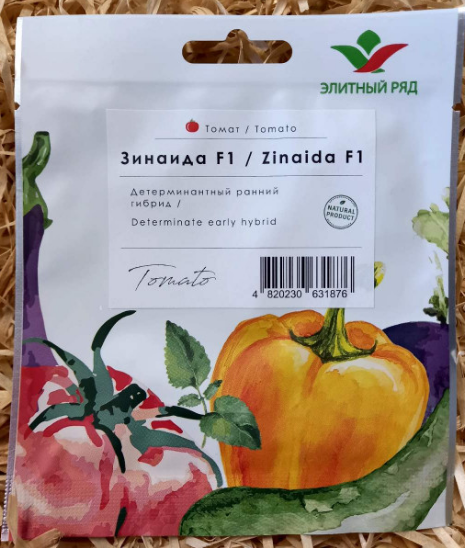 ЭЛИТНЫЙ РЯД
Томат / Tomato
Зинаида F1 / Zinaida F1
Детерминантный ранний
гибрид /
Determinate early hybrid
NATURAL
PRODUCT
Tomato
4 820230 631876